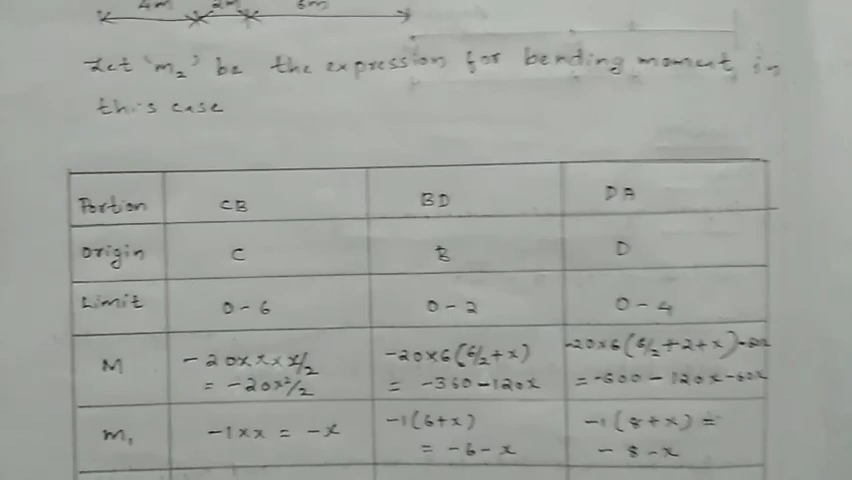 4m 2m 6m
Let 'm₂' be the expression for bending moment in
this case
Portion CB BD DA
Origin C B D
Limit 0-6 0-2 0-4
M -20×x×x/2 = -20x²/2 -20×6(6/2+x) = -360-120x -20×6(6/2+2+x)-60x = -600-120x-60x
m₁ -1×x = -x -1(6+x) = -6-x -1(8+x) = -8-x